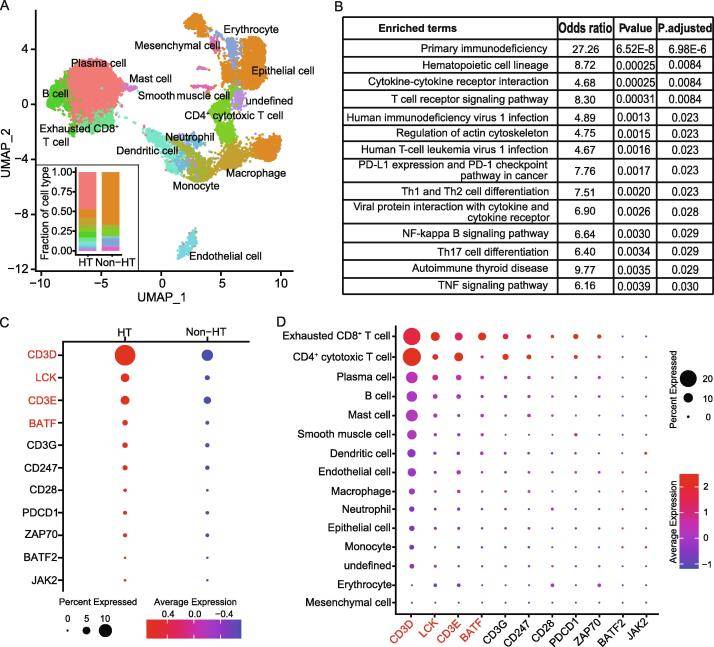 A
4
0
−4
−8
−12
−10
−5
0
5
10
UMAP_2
UMAP_1
Erythrocyte
Mesenchymal cell
Plasma cell
Epithelial cell
Mast cell
B cell
Smooth muscle cell
undefined
CD4+ cytotoxic T cell
Exhausted CD8+
T cell
Neutrophil
Dendritic cell
Macrophage
Monocyte
Endothelial cell
Fraction of cell type
1.00
0.75
0.50
0.25
0.00
HT Non−HT
B
Enriched terms Odds ratio Pvalue P.adjusted
Primary immunodeficiency 27.26 6.52E-8 6.98E-6
Hematopoietic cell lineage 8.72 0.00025 0.0084
Cytokine-cytokine receptor interaction 4.68 0.00025 0.0084
T cell receptor signaling pathway 8.30 0.00031 0.0084
Human immunodeficiency virus 1 infection 4.89 0.0013 0.023
Regulation of actin cytoskeleton 4.75 0.0015 0.023
Human T-cell leukemia virus 1 infection 4.67 0.0016 0.023
PD-L1 expression and PD-1 checkpoint
pathway in cancer 7.76 0.0017 0.023
Th1 and Th2 cell differentiation 7.51 0.0020 0.023
Viral protein interaction with cytokine and
cytokine receptor 6.90 0.0026 0.028
NF-kappa B signaling pathway 6.64 0.0030 0.029
Th17 cell differentiation 6.40 0.0034 0.029
Autoimmune thyroid disease 9.77 0.0035 0.029
TNF signaling pathway 6.16 0.0039 0.030
C
HT Non−HT
CD3D
LCK
CD3E
BATF
CD3G
CD247
CD28
PDCD1
ZAP70
BATF2
JAK2
Percent Expressed
0 5 10
Average Expression
0.4 0.0 −0.4
D
Exhausted CD8+ T cell
CD4+ cytotoxic T cell
Plasma cell
B cell
Mast cell
Smooth muscle cell
Dendritic cell
Endothelial cell
Macrophage
Neutrophil
Epithelial cell
Monocyte
undefined
Erythrocyte
Mesenchymal cell
CD3D
LCK
CD3E
BATF
CD3G
CD247
CD28
PDCD1
ZAP70
BATF2
JAK2
Percent Expressed
20
10
0
Average Expression
2
1
0
−1